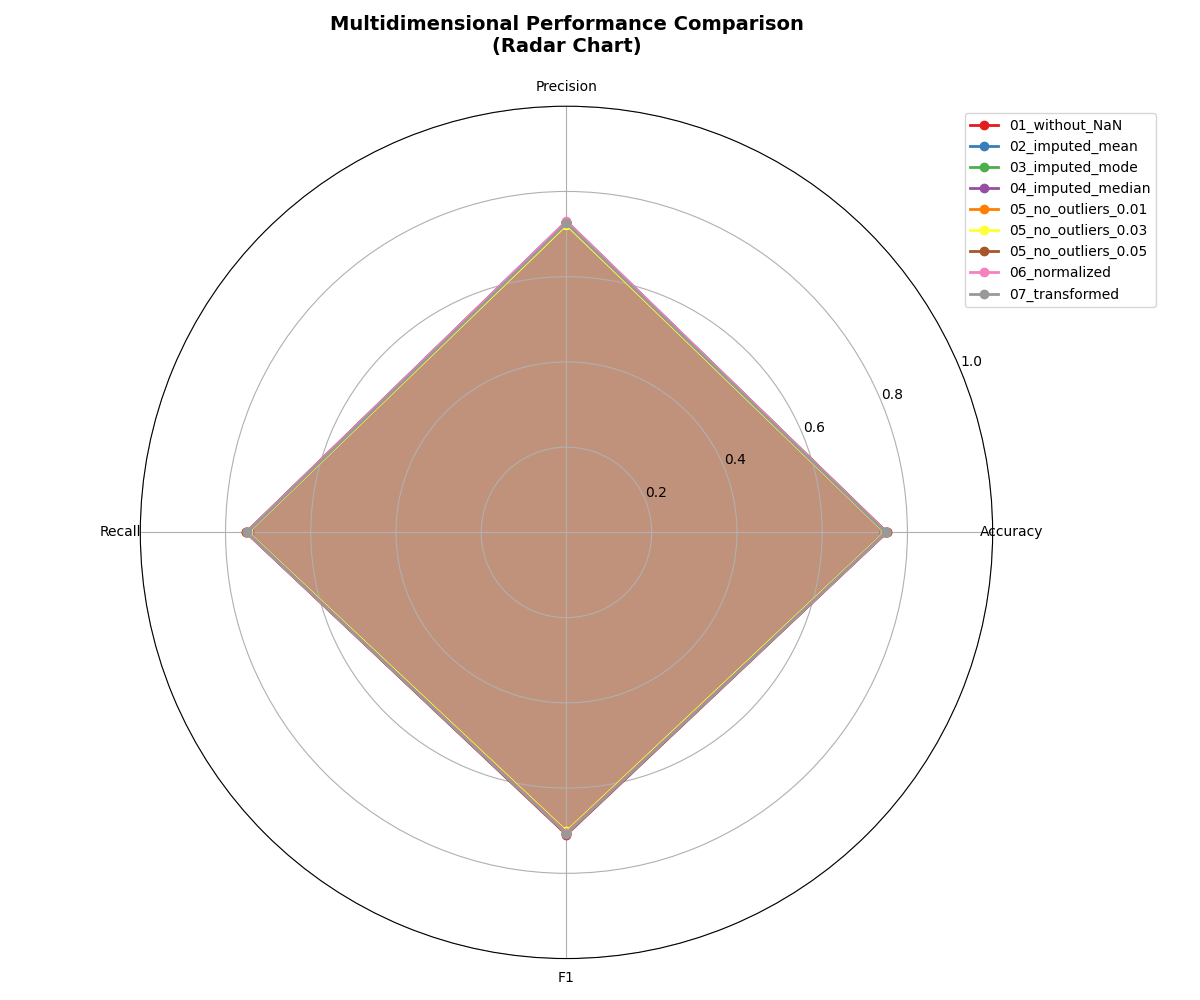 Multidimensional Performance Comparison
(Radar Chart)
Precision
01_without_NaN
02_imputed_mean
03_imputed_mode
04_imputed_median
05_no_outliers_0.01
05_no_outliers_0.03
05_no_outliers_0.05
06_normalized
07_transformed
1.0
0.8
0.6
0.4
0.2
Recall
Accuracy
F1